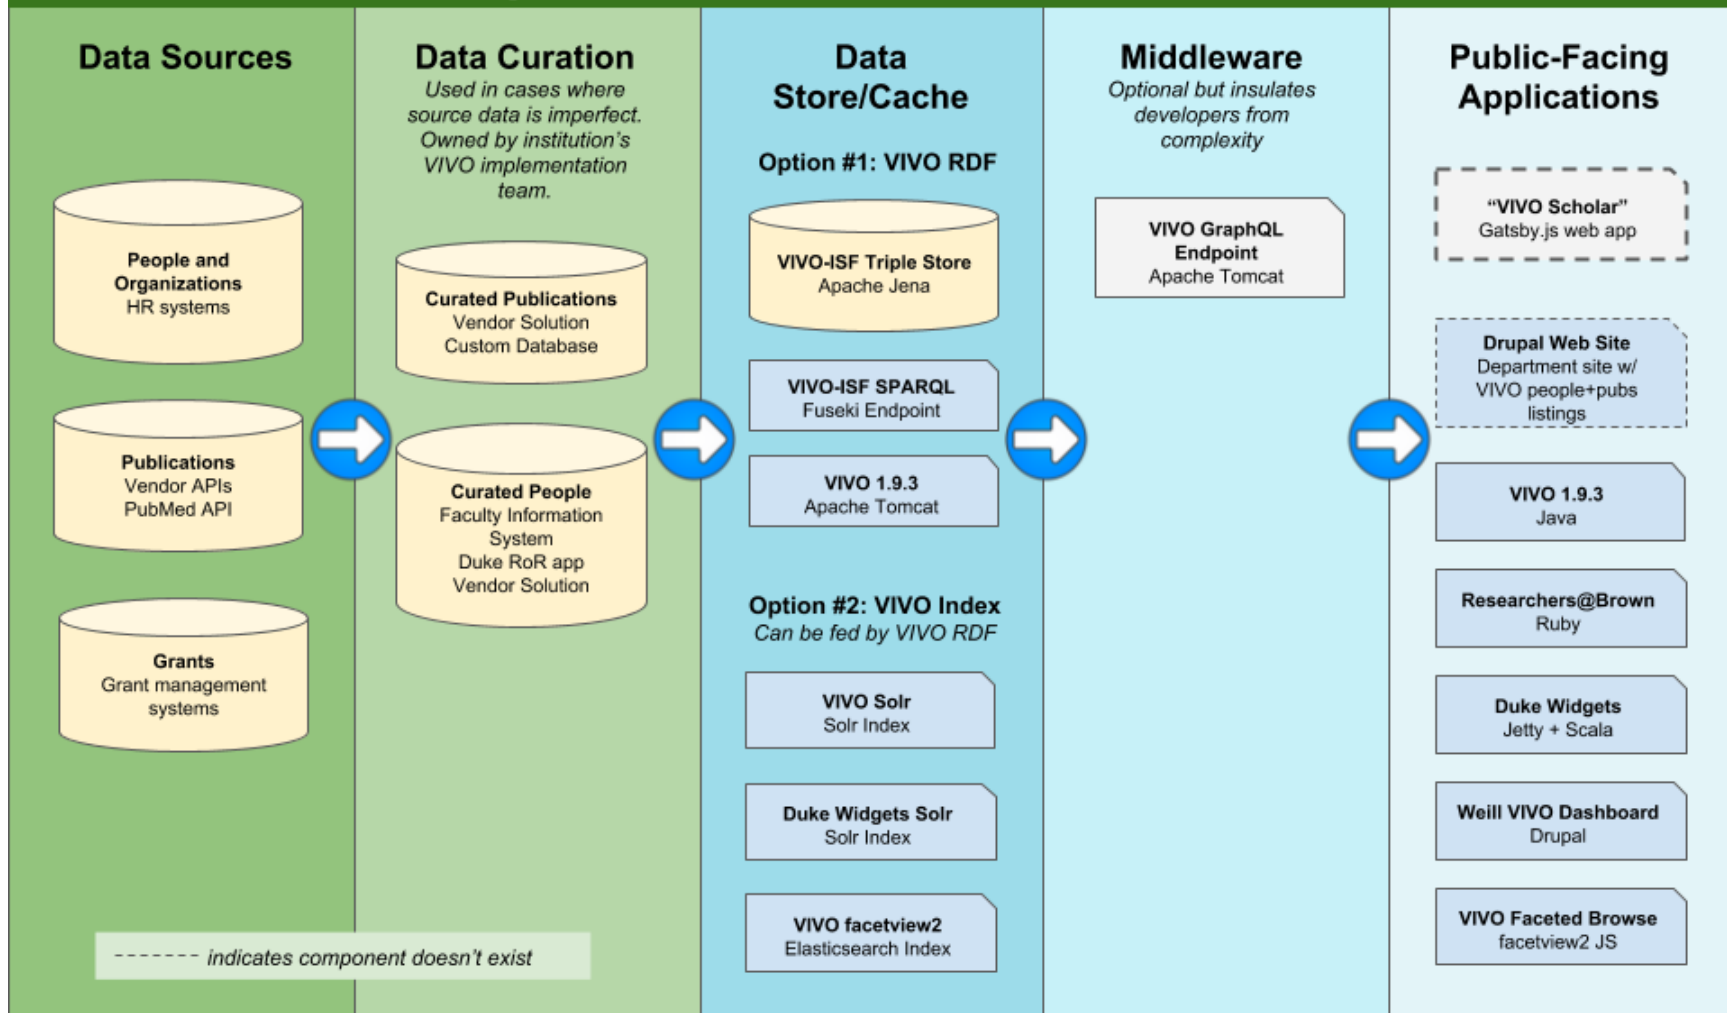 Data Sources
People and
Organizations
HR systems
Publications
Vendor APIs
PubMed API
Grants
Grant management
systems
Data Curation
Used in cases where
source data is imperfect.
Owned by institution's
VIVO implementation
team.
Curated Publications
Vendor Solution
Custom Database
Curated People
Faculty Information
System
Duke RoR app
Vendor Solution
------- indicates component doesn't exist
Data
Store/Cache
Option #1: VIVO RDF
VIVO-ISF Triple Store
Apache Jena
VIVO-ISF SPARQL
Fuseki Endpoint
VIVO 1.9.3
Apache Tomcat
Option #2: VIVO Index
Can be fed by VIVO RDF
VIVO Solr
Solr Index
Duke Widgets Solr
Solr Index
VIVO facetview2
Elasticsearch Index
Middleware
Optional but insulates
developers from
complexity
VIVO GraphQL
Endpoint
Apache Tomcat
Public-Facing
Applications
“VIVO Scholar”
Gatsby.js web app
Drupal Web Site
Department site w/
VIVO people+pubs
listings
VIVO 1.9.3
Java
Researchers@Brown
Ruby
Duke Widgets
Jetty + Scala
Weill VIVO Dashboard
Drupal
VIVO Faceted Browse
facetview2 JS